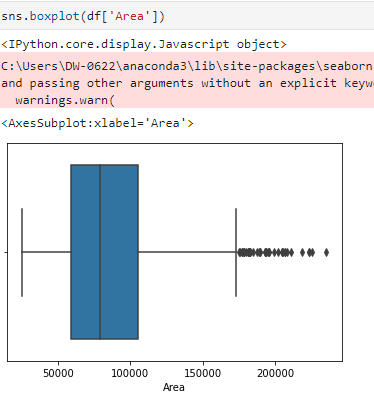 sns.boxplot(df['Area'])
<IPython.core.display.Javascript object>
C:\Users\DW-0622\anaconda3\lib\site-packages\seaborn
and passing other arguments without an explicit keyw
warnings.warn(
<AxesSubplot:xlabel='Area'>
50000 100000 150000 200000
Area